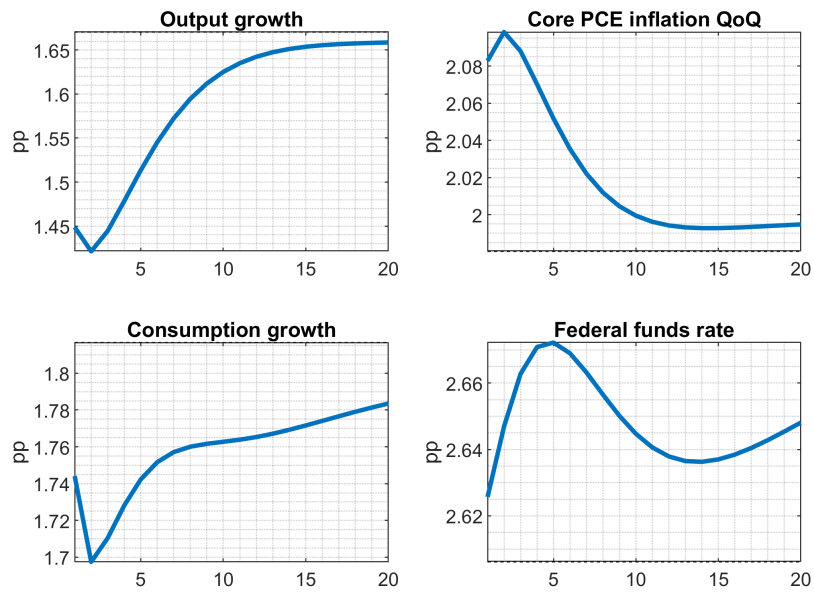 Output growth
1.65
1.6
1.55
1.5
1.45
pp
5 10 15 20
Core PCE inflation QoQ
2.08
2.06
2.04
2.02
2
pp
5 10 15 20
Consumption growth
1.8
1.78
1.76
1.74
1.72
1.7
pp
5 10 15 20
Federal funds rate
2.66
2.64
2.62
pp
5 10 15 20